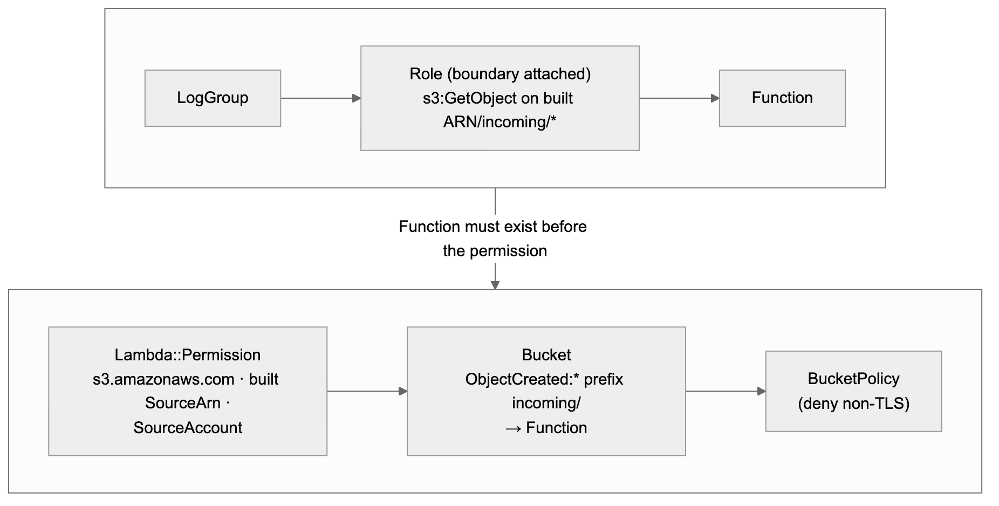 LogGroup
Role (boundary attached)
s3:GetObject on built
ARN/incoming/*
Function
Function must exist before
the permission
Lambda::Permission
s3.amazonaws.com · built
SourceArn ·
SourceAccount
Bucket
ObjectCreated:* prefix
incoming/
→ Function
BucketPolicy
(deny non-TLS)